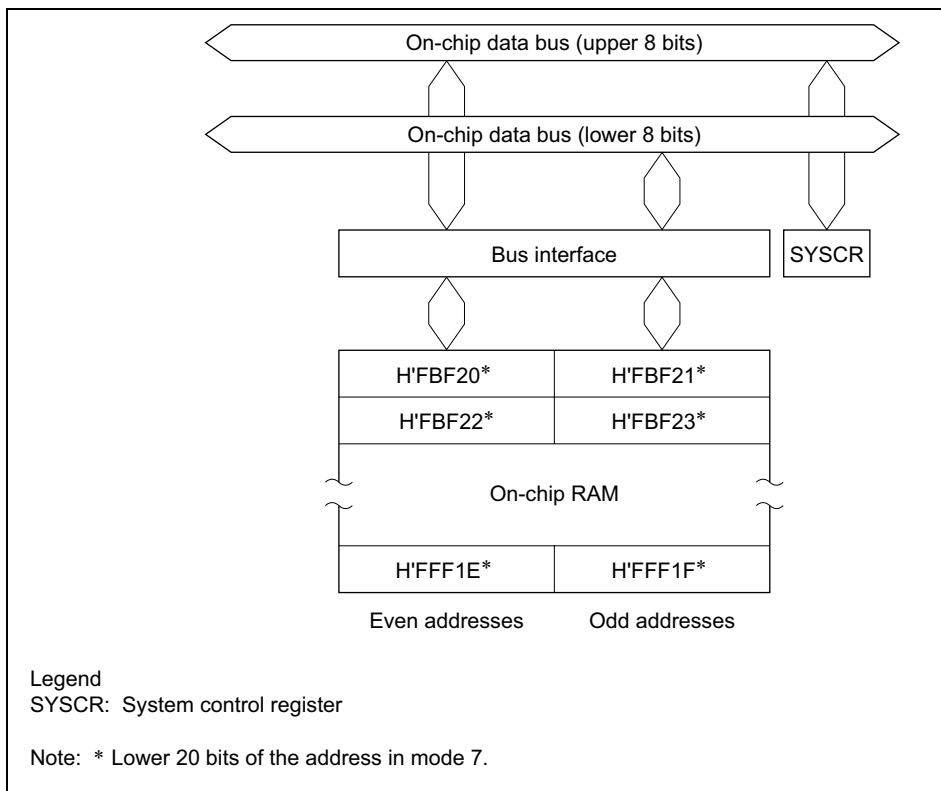 On-chip data bus (upper 8 bits)
On-chip data bus (lower 8 bits)
Bus interface
SYSCR
H'FBF20*
H'FBF21*
H'FBF22*
H'FBF23*
On-chip RAM
H'FFF1E*
H'FFF1F*
Even addresses
Odd addresses
Legend
SYSCR: System control register
Note: * Lower 20 bits of the address in mode 7.